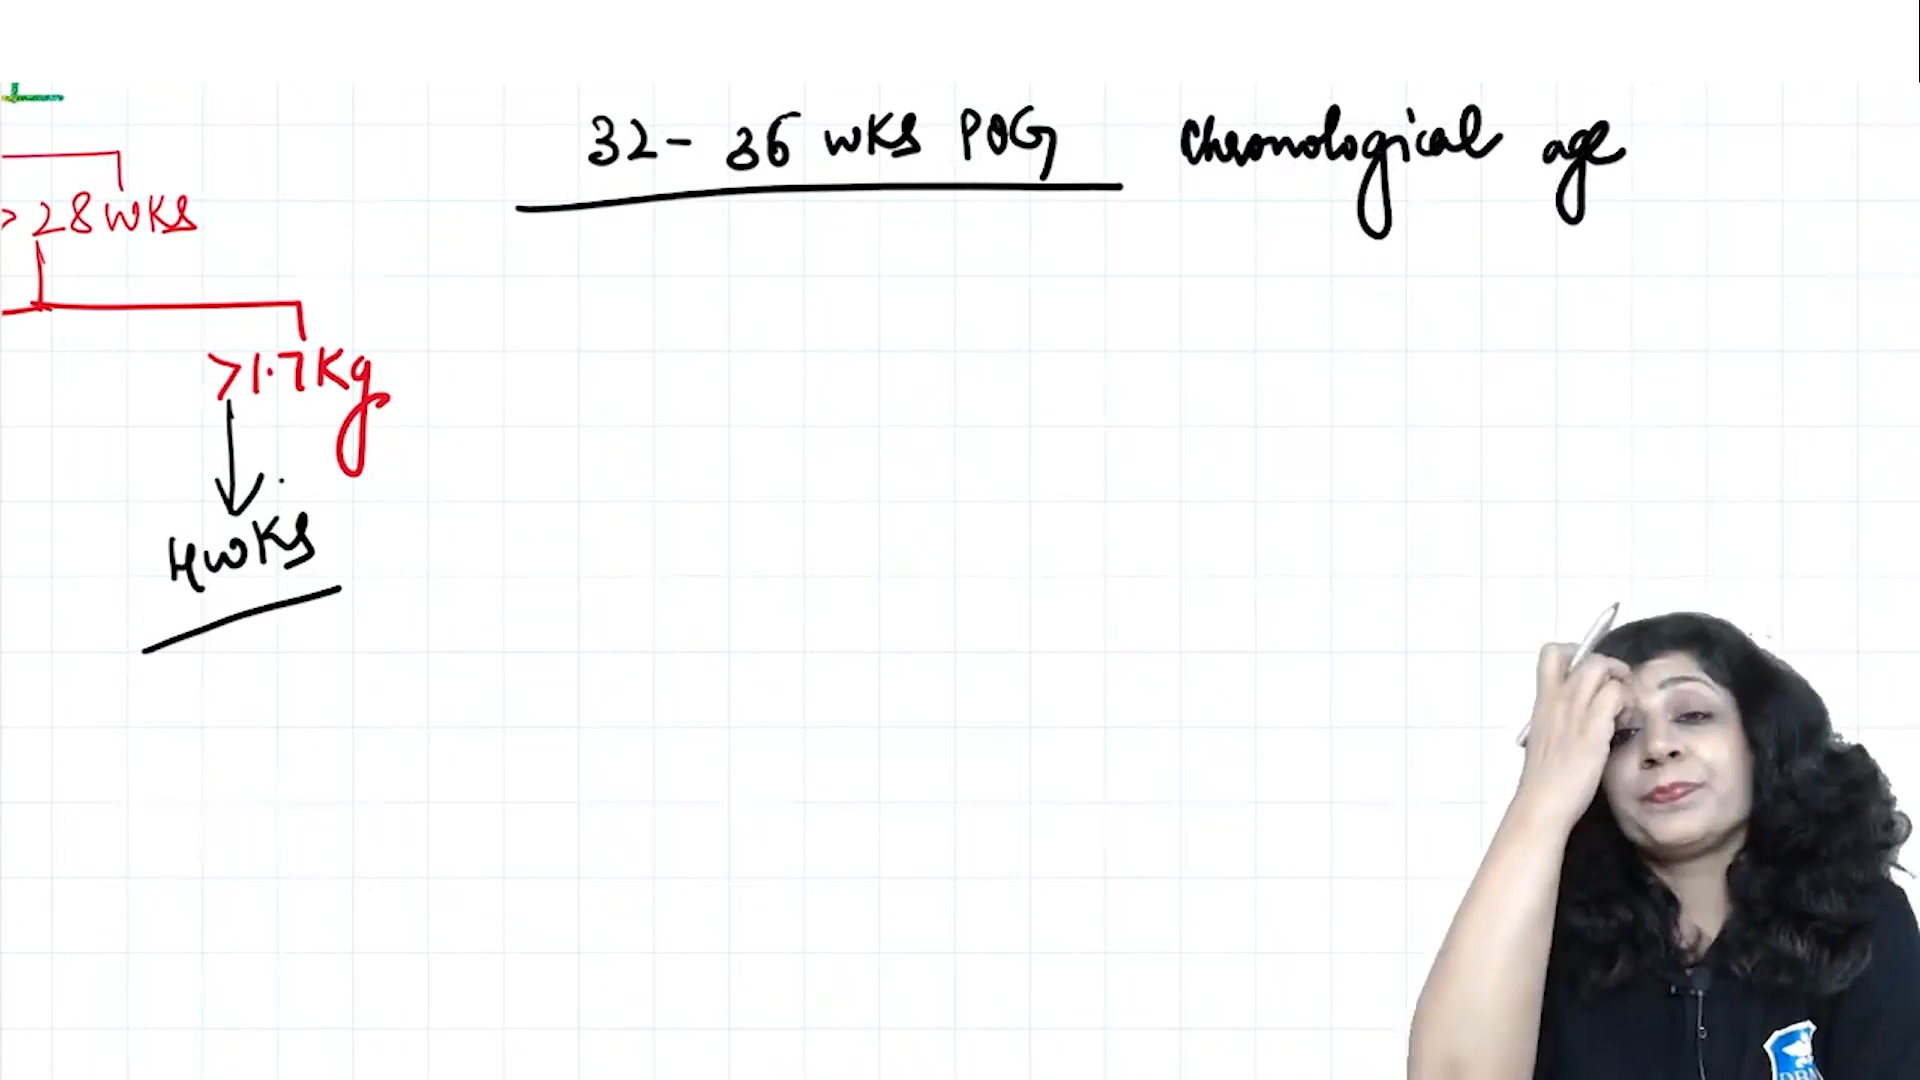 32- 36 wks POG chronological age
> 28 wks
>1.7 Kg
4 wks